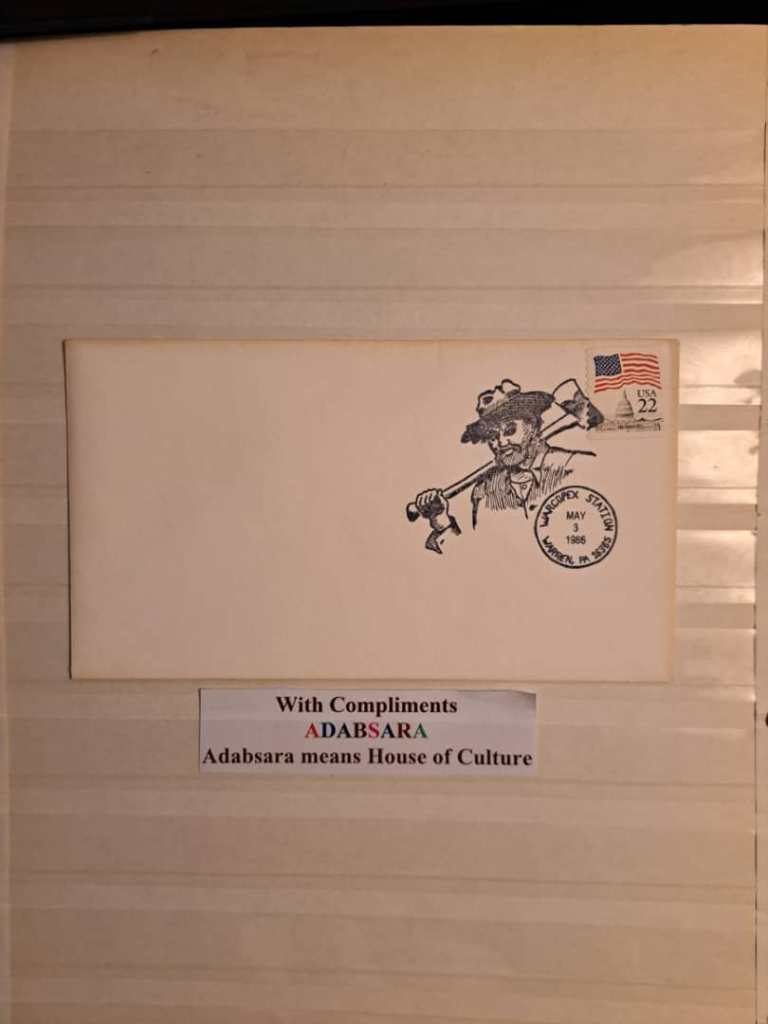 USA
22
WARCOPEX STATION
MAY
3
1986
WARREN, PA 16365
With Compliments
ADABSARA
Adabsara means House of Culture